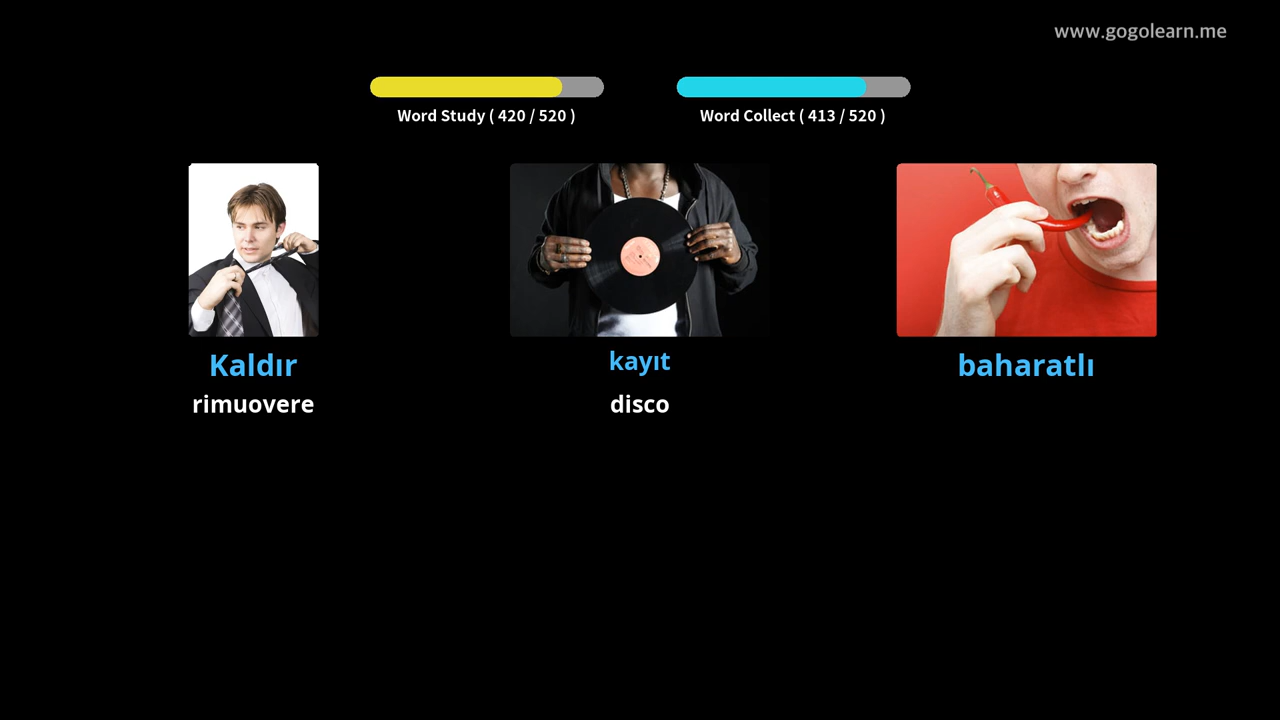 www.gogolearn.me
Word Study ( 420 / 520 )
Word Collect ( 413 / 520 )
Kaldır
kayıt
baharatlı
rimuovere
disco